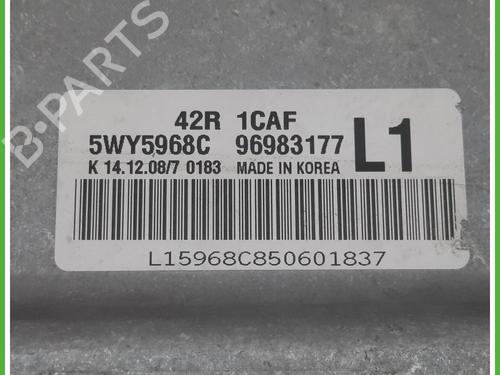 B-PARTS
42R 1CAF
5WY5968C 96983177 L1
K 14.12.08/7 0183 MADE IN KOREA
L15968C850601837